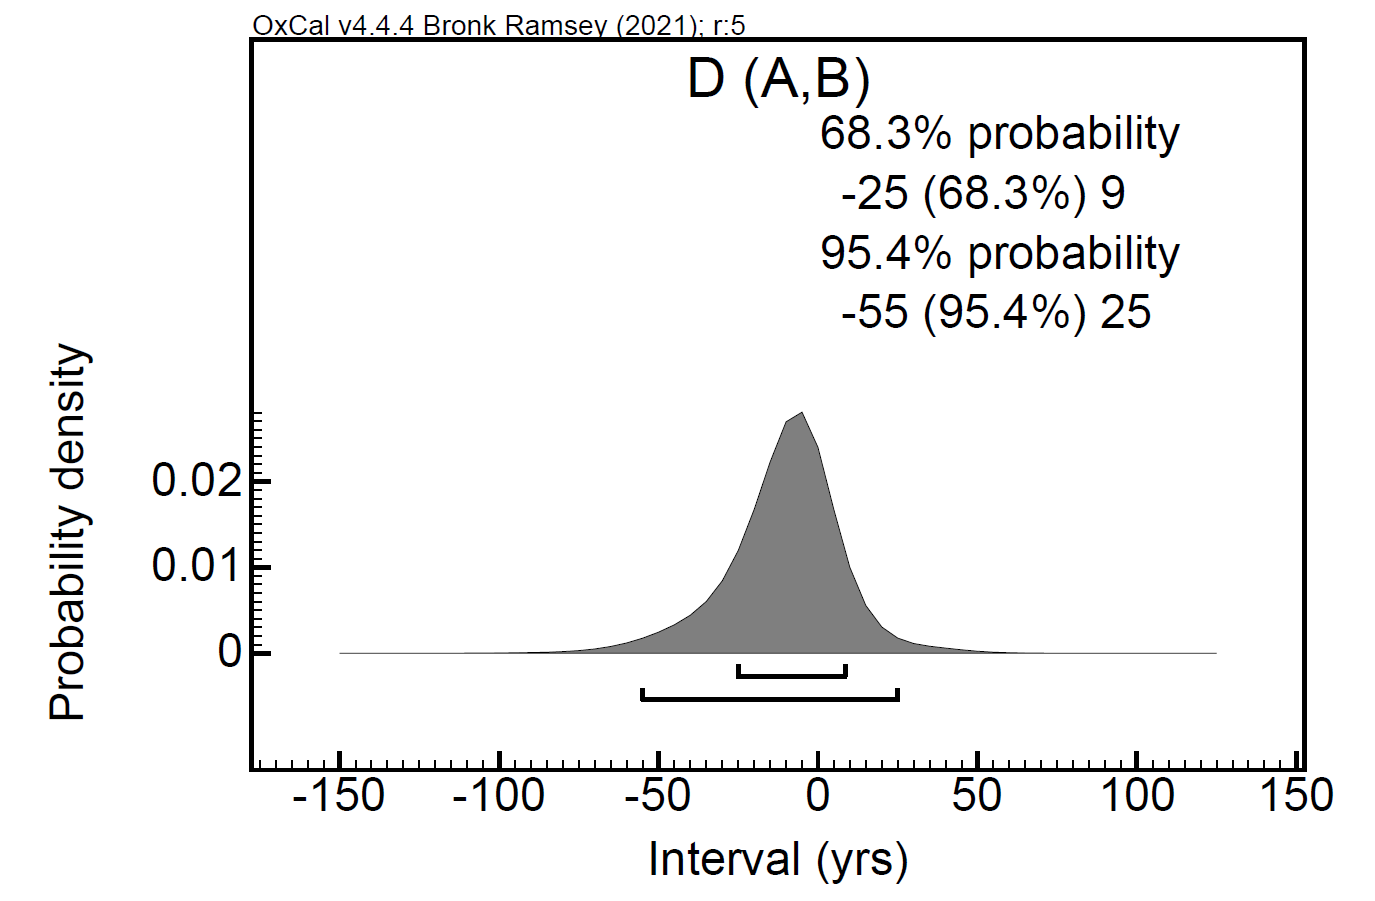 OxCal v4.4.4 Bronk Ramsey (2021); r:5
D (A,B)
68.3% probability
-25 (68.3%) 9
95.4% probability
-55 (95.4%) 25
Probability density
0.02
0.01
0
-150 -100 -50 0 50 100 150
Interval (yrs)